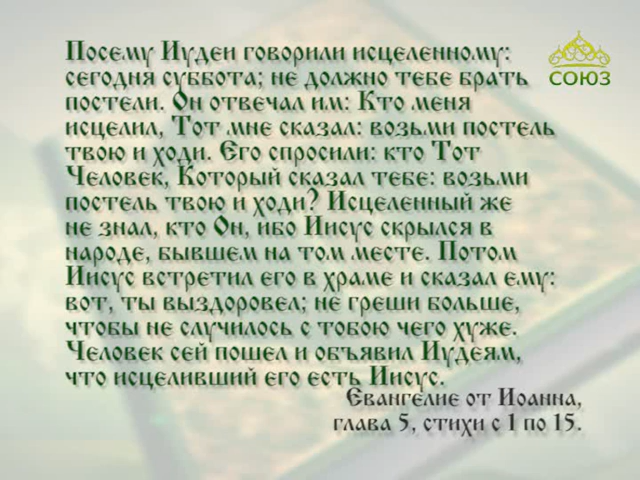 Посему Иудеи говорили исцеленному:
сегодня суббота; не должно тебе брать
постели. Он отвечал им: Кто меня
исцелил, Тот мне сказал: возьми постель
твою и ходи. Его спросили: кто Тот
Человек, Который сказал тебе: возьми
постель твою и ходи? Исцеленный же
не знал, кто Он, ибо Иисус скрылся в
народе, бывшем на том месте. Потом
Иисус встретил его в храме и сказал ему:
вот, ты выздоровел; не греши больше,
чтобы не случилось с тобою чего хуже.
Человек сей пошел и объявил Иудеям,
что исцеливший его есть Иисус.
Евангелие от Иоанна,
глава 5, стихи с 1 по 15.
СОЮЗ